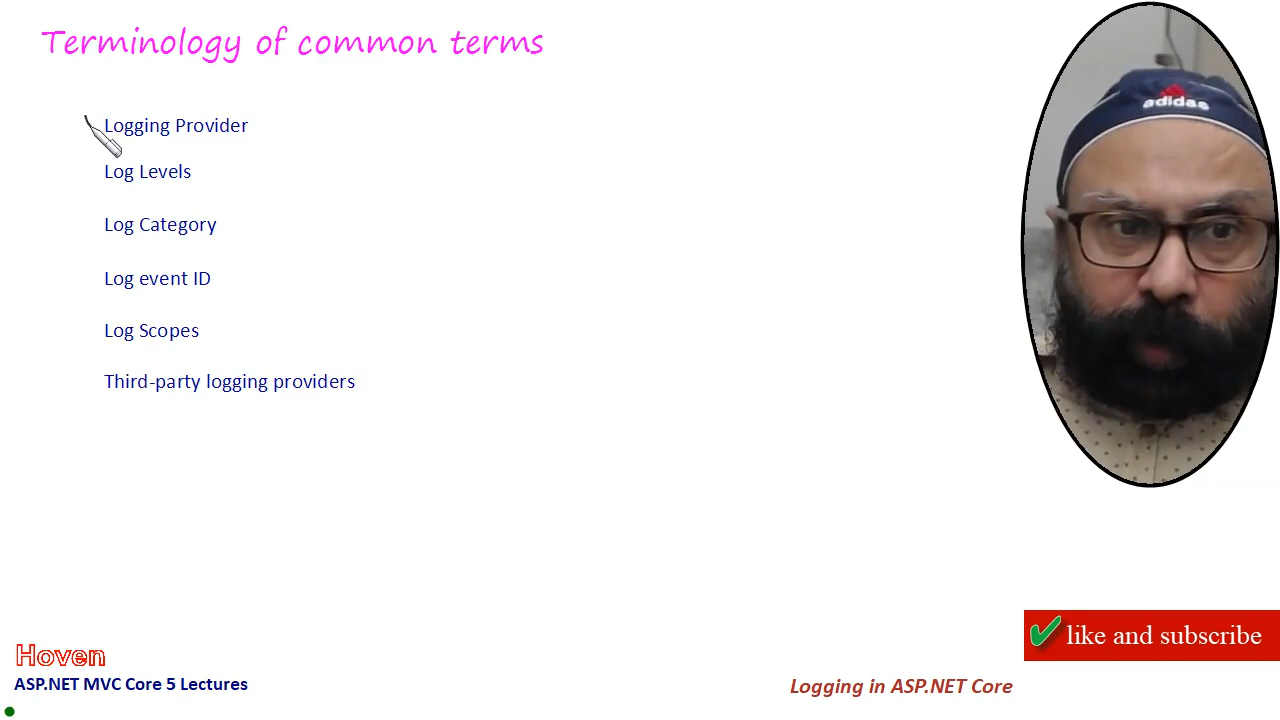 Terminology of common terms
Logging Provider
Log Levels
Log Category
Log event ID
Log Scopes
Third-party logging providers
adidas
like and subscribe
Hoven
ASP.NET MVC Core 5 Lectures
Logging in ASP.NET Core